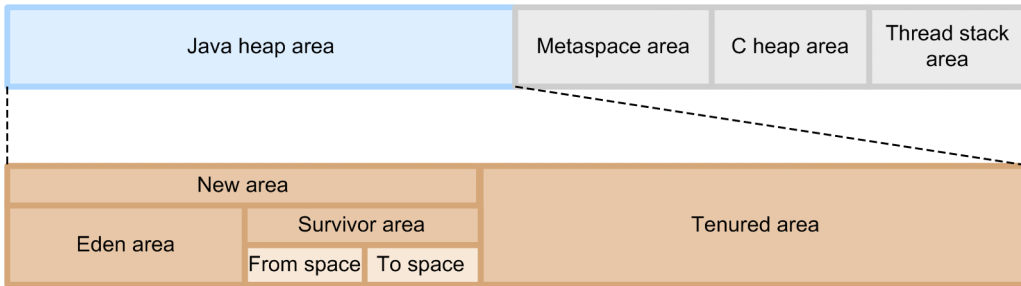 Java heap area
Metaspace area
C heap area
Thread stack
area
New area
Eden area
Survivor area
From space
To space
Tenured area